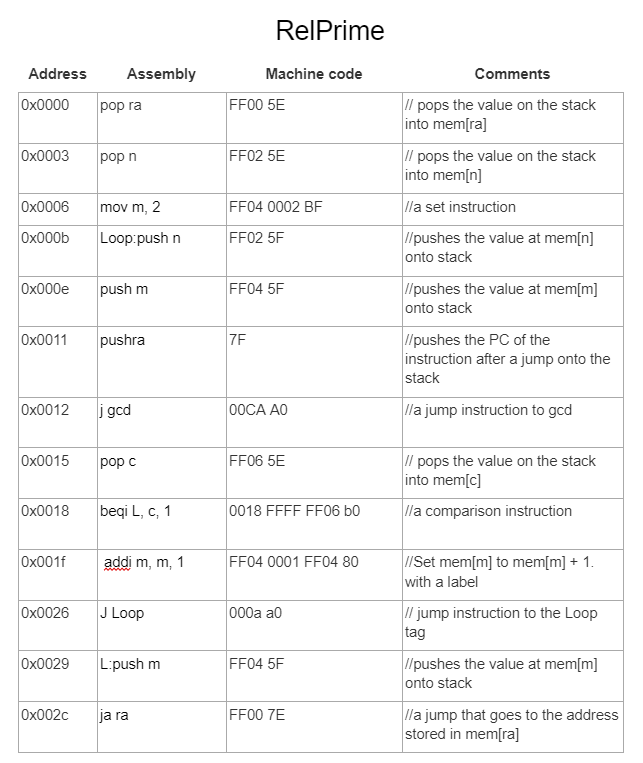 RelPrime
Address Assembly Machine code Comments
0x0000 pop ra FF00 5E // pops the value on the stack
into mem[ra]
0x0003 pop n FF02 5E // pops the value on the stack
into mem[n]
0x0006 mov m, 2 FF04 0002 BF //a set instruction
0x000b Loop:push n FF02 5F //pushes the value at mem[n]
onto stack
0x000e push m FF04 5F //pushes the value at mem[m]
onto stack
0x0011 pushra 7F //pushes the PC of the
instruction after a jump onto the
stack
0x0012 j gcd 00CA A0 //a jump instruction to gcd
0x0015 pop c FF06 5E // pops the value on the stack
into mem[c]
0x0018 beqi L, c, 1 0018 FFFF FF06 b0 //a comparison instruction
0x001f addi m, m, 1 FF04 0001 FF04 80 //Set mem[m] to mem[m] + 1.
with a label
0x0026 J Loop 000a a0 // jump instruction to the Loop
tag
0x0029 L:push m FF04 5F //pushes the value at mem[m]
onto stack
0x002c ja ra FF00 7E //a jump that goes to the address
stored in mem[ra]